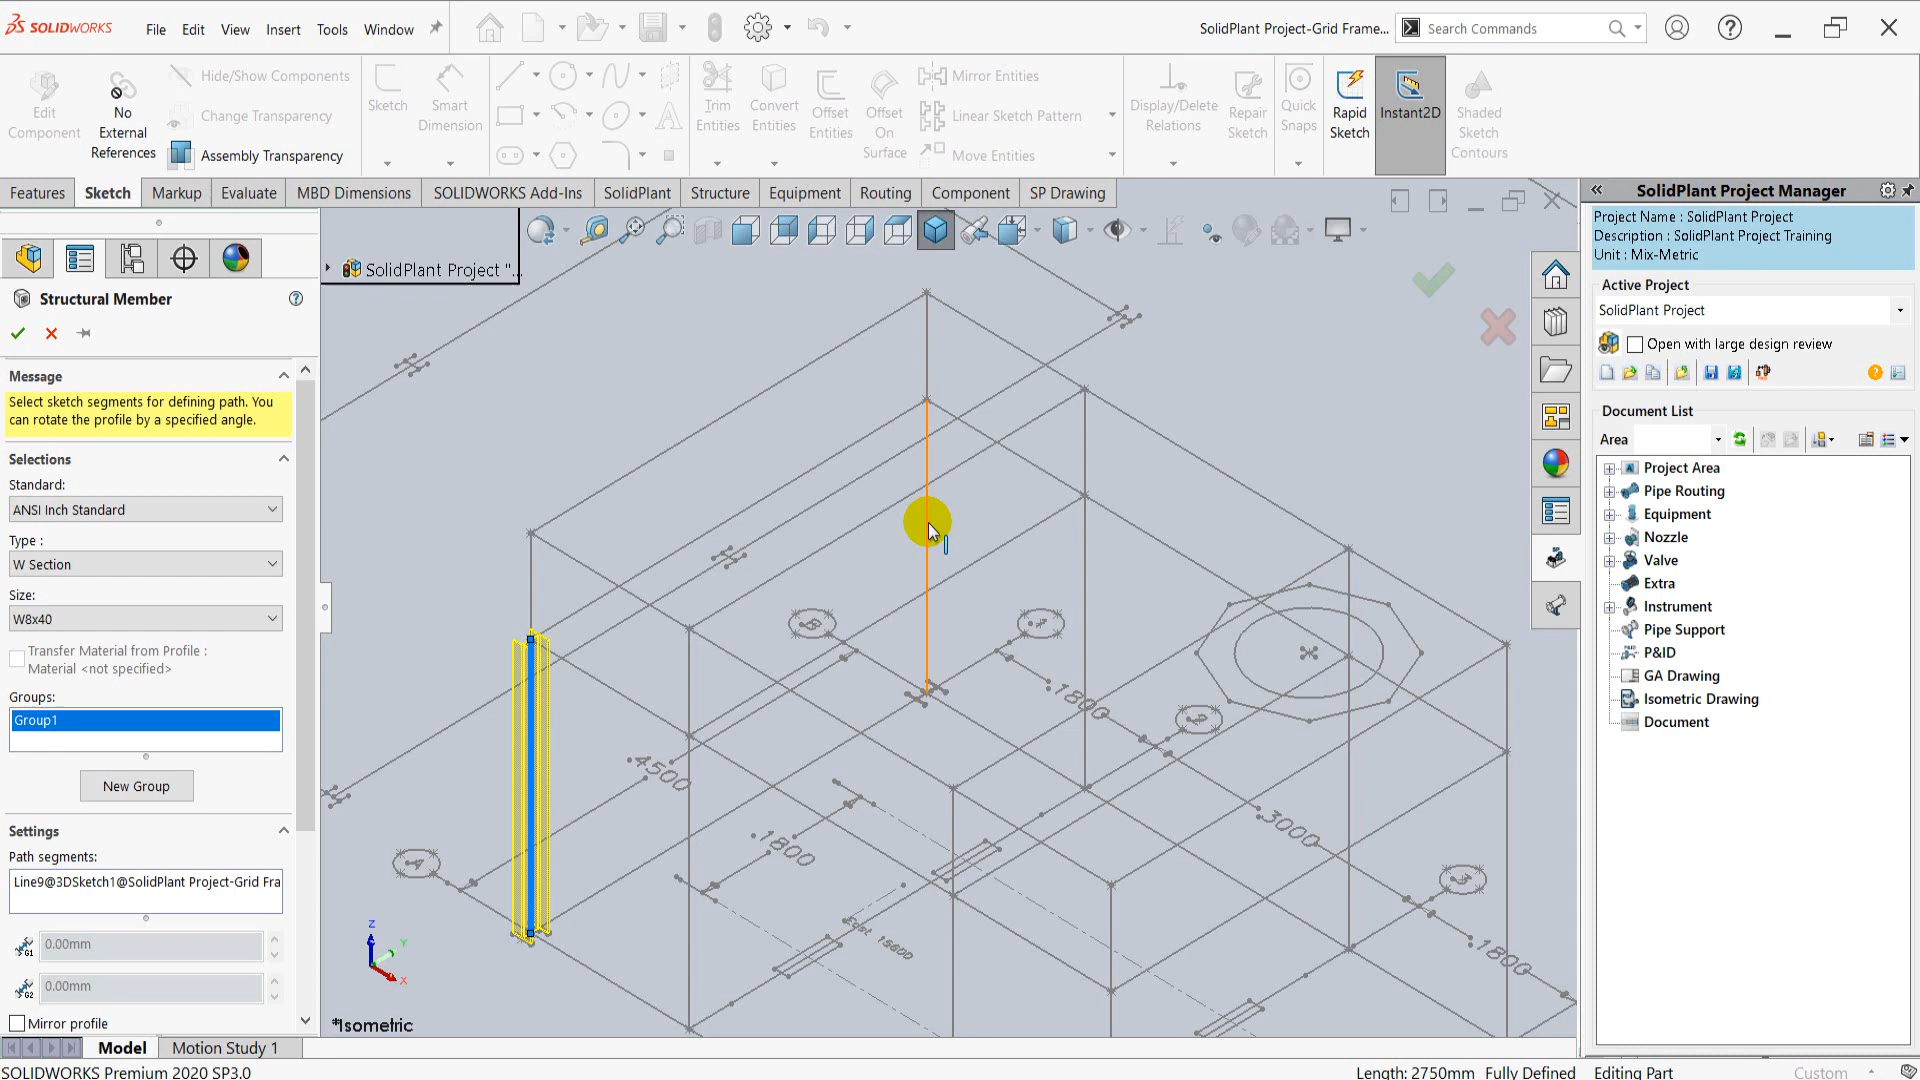 SOLIDWORKS
File
Edit
View
Insert
Tools
Window
SolidPlant Project-Grid Frame...
Search Commands
Edit
Component
No
External
References
Hide/Show Components
Change Transparency
Assembly Transparency
Sketch
Smart
Dimension
Trim
Entities
Convert
Entities
Offset
Entities
Offset
On
Surface
Mirror Entities
Linear Sketch Pattern
Move Entities
Display/Delete
Relations
Repair
Sketch
Quick
Snaps
Rapid
Sketch
Instant2D
Shaded
Sketch
Contours
Features
Sketch
Markup
Evaluate
MBD Dimensions
SOLIDWORKS Add-Ins
SolidPlant
Structure
Equipment
Routing
Component
SP Drawing
Structural Member
Message
Select sketch segments for defining path. You
can rotate the profile by a specified angle.
Selections
Standard:
ANSI Inch Standard
Type :
W Section
Size:
W8x40
Transfer Material from Profile :
Material <not specified>
Groups:
Group1
New Group
Settings
Path segments:
Line9@3DSketch1@SolidPlant Project-Grid Fra
G1
0.00mm
G2
0.00mm
Mirror profile
SolidPlant Project "...
B
1
2
3
A
4500
1800
1800
3000
1800
East 15600
Z
Y
X
*Isometric
SolidPlant Project Manager
Project Name : SolidPlant Project
Description : SolidPlant Project Training
Unit : Mix-Metric
Active Project
SolidPlant Project
Open with large design review
Document List
Area
Project Area
Pipe Routing
Equipment
Nozzle
Valve
Extra
Instrument
Pipe Support
P&ID
GA Drawing
Isometric Drawing
Document
Model
Motion Study 1
SOLIDWORKS Premium 2020 SP3.0
Length: 2750mm
Fully Defined
Editing Part
Custom